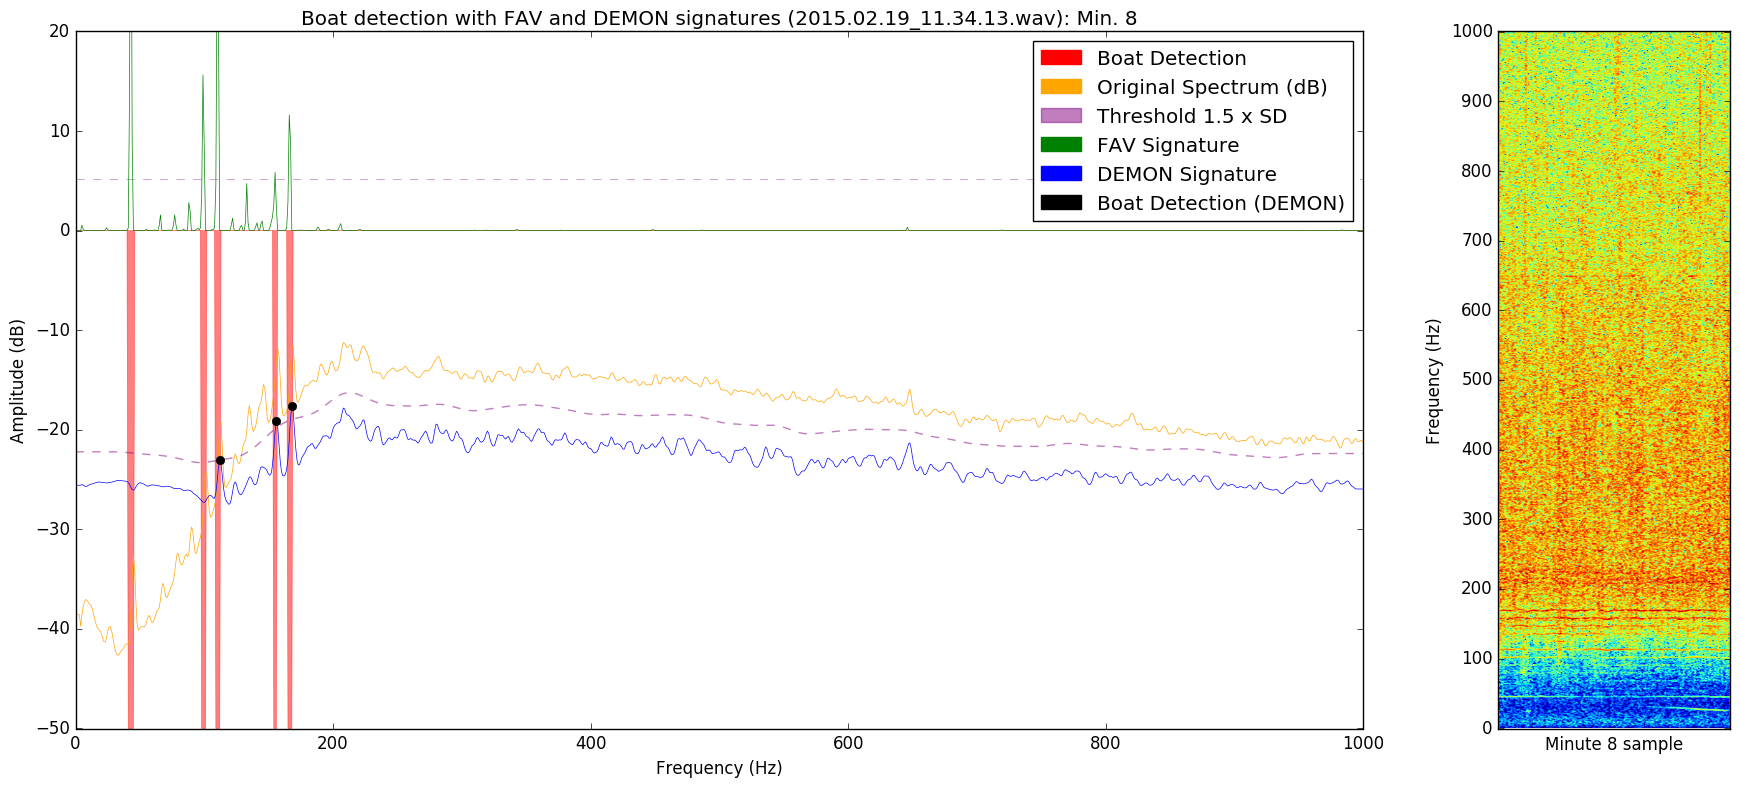 Boat detection with FAV and DEMON signatures (2015.02.19_11.34.13.wav): Min. 8
Boat Detection
Original Spectrum (dB)
Threshold 1.5 x SD
FAV Signature
DEMON Signature
Boat Detection (DEMON)
Amplitude (dB)
20
10
0
−10
−20
−30
−40
−50
0
200
400
600
800
1000
Frequency (Hz)
Frequency (Hz)
1000
900
800
700
600
500
400
300
200
100
0
Minute 8 sample